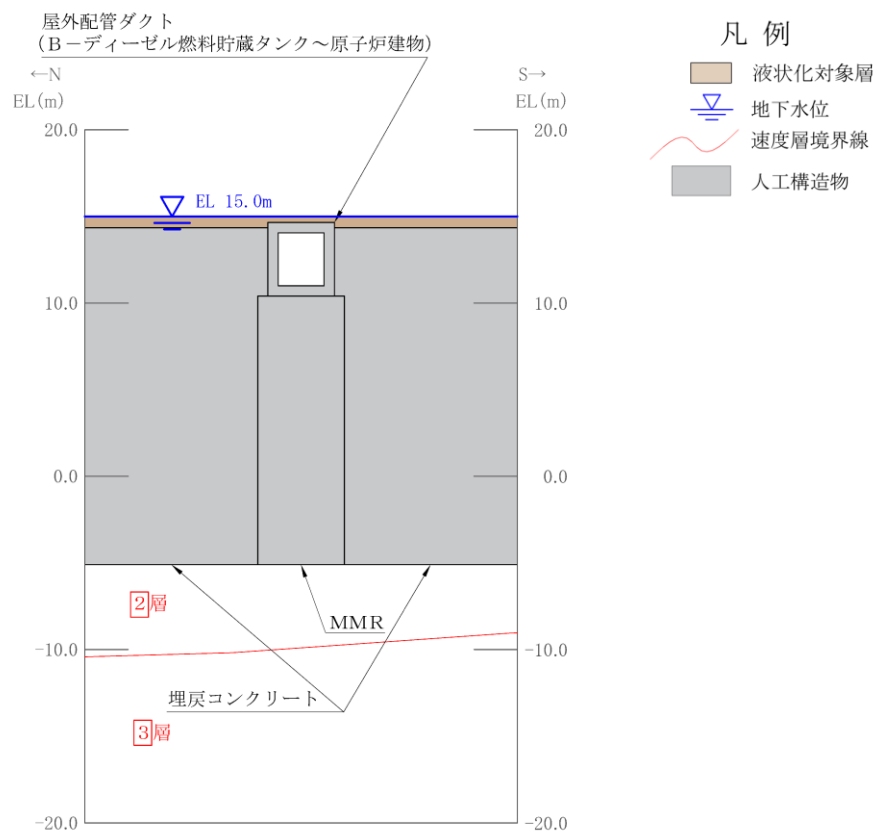 屋外配管ダクト
(B-ディーゼル燃料貯蔵タンク~原子炉建物)
凡 例
←N
S→
液状化対象層
EL(m)
EL(m)
地下水位
20.0
20.0
速度層境界線
人工構造物
EL 15.0m
10.0
10.0
0.0
0.0
2層
MMR
-10.0
-10.0
埋戻コンクリート
3層
-20.0
-20.0